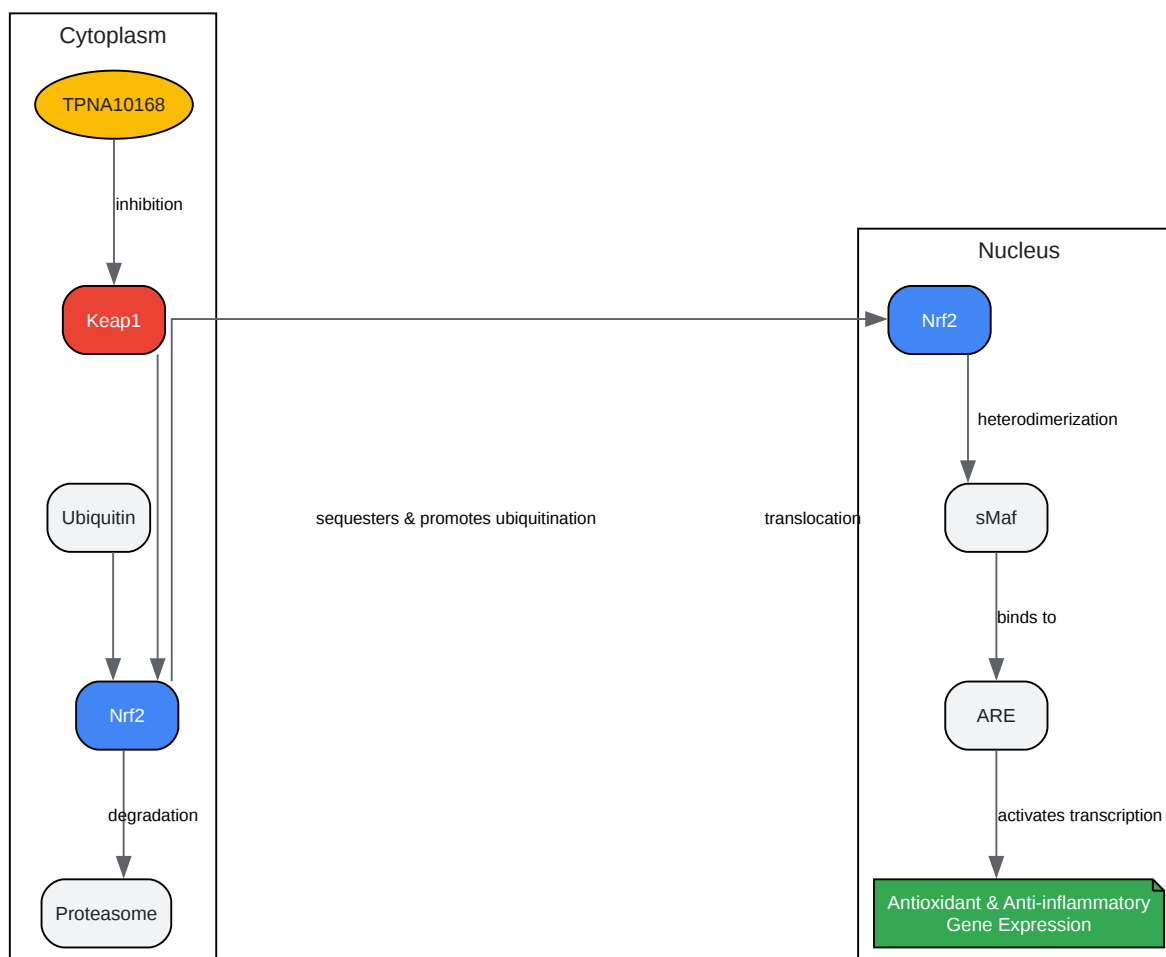 Cytoplasm
TPNA10168
inhibition
Keap1
Ubiquitin
sequesters & promotes ubiquitination
Nrf2
degradation
Proteasome
translocation
Nucleus
Nrf2
heterodimerization
sMaf
binds to
ARE
activates transcription
Antioxidant & Anti-inflammatory
Gene Expression